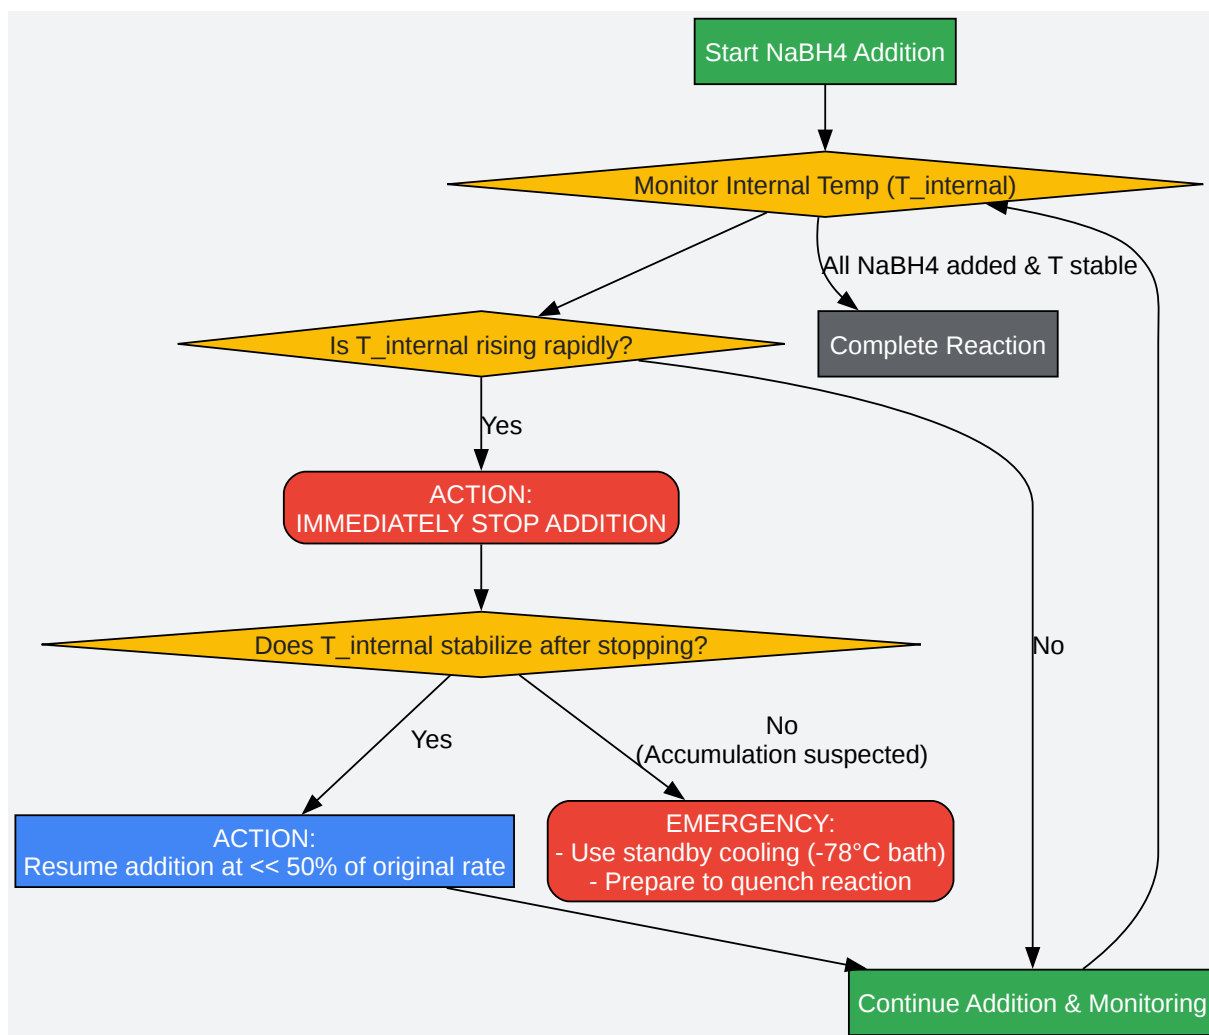 Start NaBH4 Addition
Monitor Internal Temp (T_internal)
All NaBH4 added & T stable
Is T_internal rising rapidly?
Complete Reaction
Yes
ACTION:
IMMEDIATELY STOP ADDITION
Does T_internal stabilize after stopping?
No
Yes
No
(Accumulation suspected)
ACTION:
Resume addition at << 50% of original rate
EMERGENCY:
- Use standby cooling (-78°C bath)
- Prepare to quench reaction
Continue Addition & Monitoring